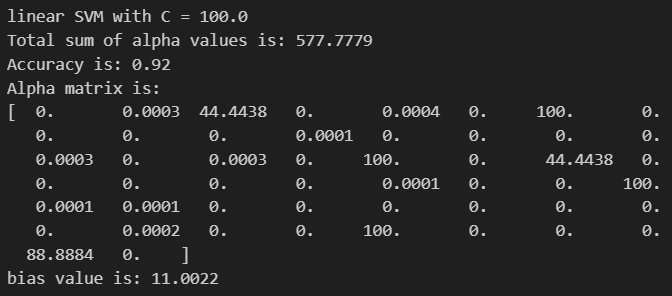 linear SVM with C = 100.0
Total sum of alpha values is: 577.7779
Accuracy is: 0.92
Alpha matrix is:
[ 0. 0.0003 44.4438 0. 0.0004 0. 100. 0.
0. 0. 0. 0.0001 0. 0. 0. 0.
0.0003 0. 0.0003 0. 100. 0. 44.4438 0.
0. 0. 0. 0. 0.0001 0. 0. 100.
0.0001 0.0001 0. 0. 0. 0. 0. 0.
0. 0.0002 0. 0. 100. 0. 0. 0.
88.8884 0. ]
bias value is: 11.0022